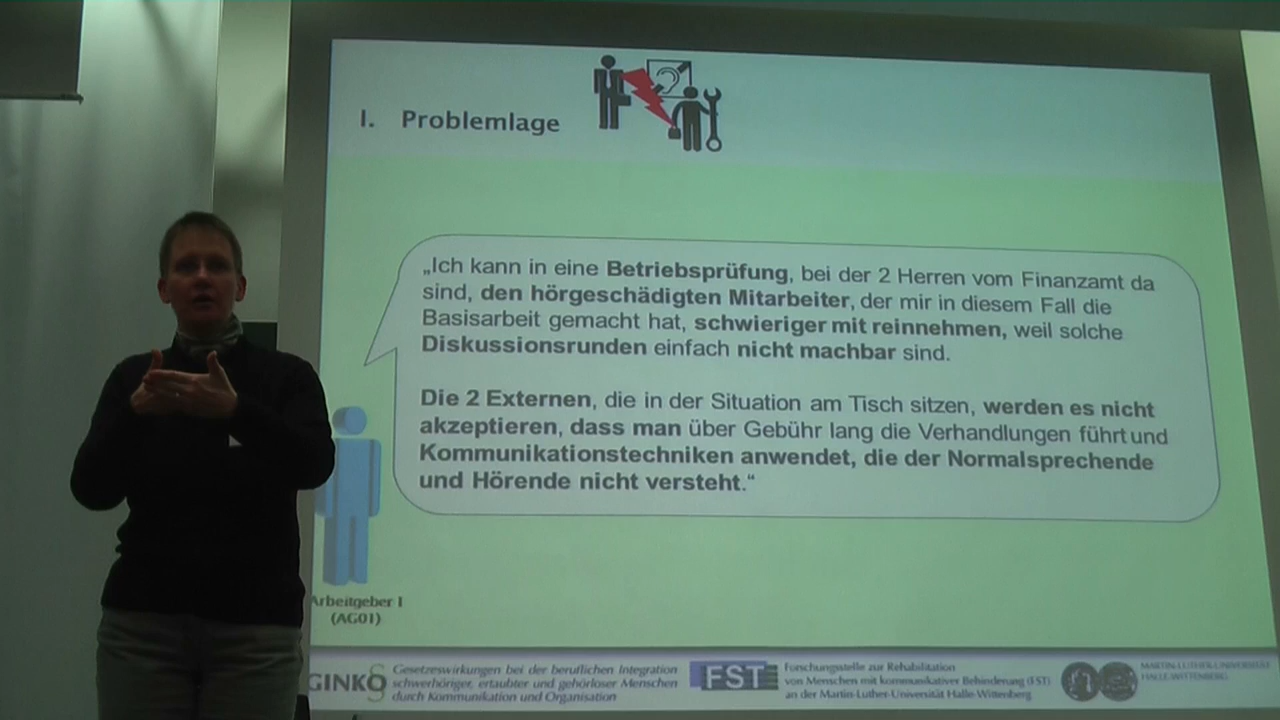 I. Problemlage
„Ich kann in eine Betriebsprüfung, bei der 2 Herren vom Finanzamt da
sind, den hörgeschädigten Mitarbeiter, der mir in diesem Fall die
Basisarbeit gemacht hat, schwieriger mit reinnehmen, weil solche
Diskussionsrunden einfach nicht machbar sind.
Die 2 Externen, die in der Situation am Tisch sitzen, werden es nicht
akzeptieren, dass man über Gebühr lang die Verhandlungen führt und
Kommunikationstechniken anwendet, die der Normalsprechende
und Hörende nicht versteht.“
Arbeitgeber I
(AG01)
GINKO
Gesetzeswirkungen bei der beruflichen Integration
schwerhöriger, ertaubter und gehörloser Menschen
durch Kommunikation und Organisation
FST
Forschungsstelle zur Rehabilitation
von Menschen mit kommunikativer Behinderung (FST)
an der Martin-Luther-Universität Halle-Wittenberg
MARTIN-LUTHER-UNIVERSITÄT
HALLE-WITTENBERG